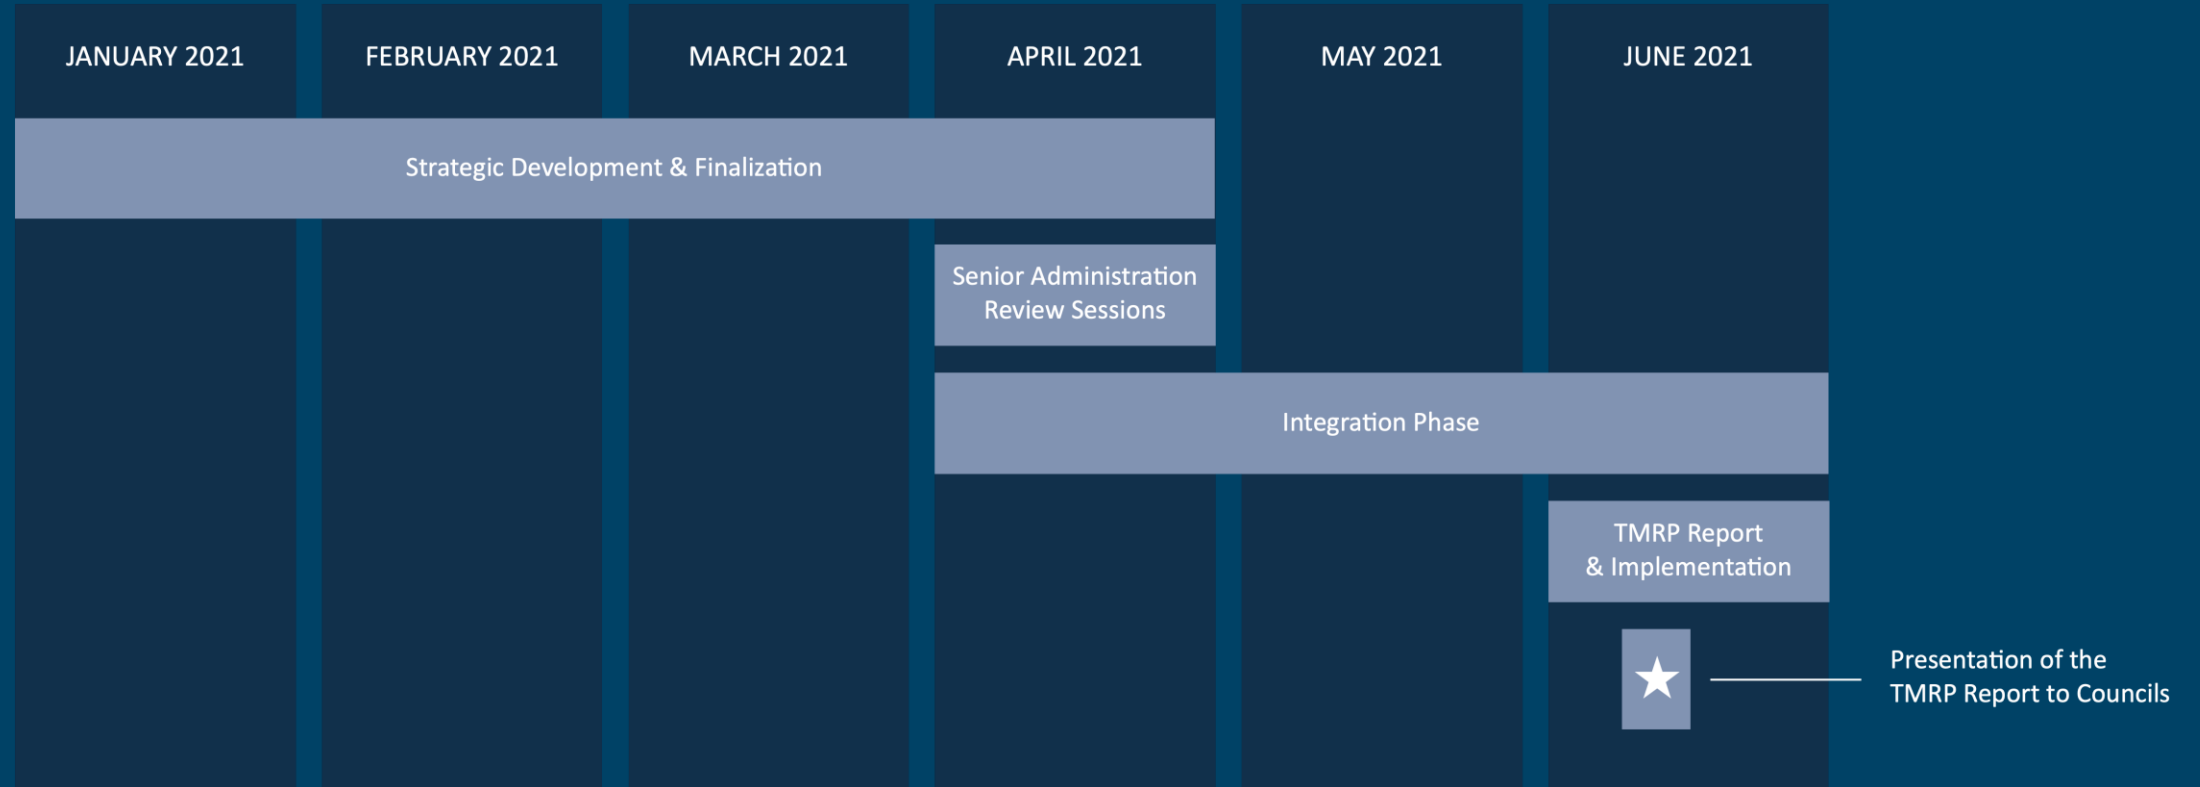 JANUARY 2021
FEBRUARY 2021
MARCH 2021
APRIL 2021
MAY 2021
JUNE 2021
Strategic Development & Finalization
Senior Administration
Review Sessions
Integration Phase
TMRP Report
& Implementation
Presentation of the
TMRP Report to Councils